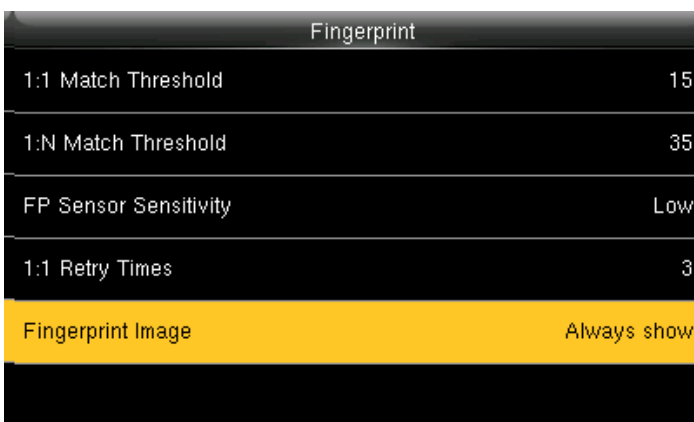 Fingerprint
1:1 Match Threshold 15
1:N Match Threshold 35
FP Sensor Sensitivity Low
1:1 Retry Times 3
Fingerprint Image Always show